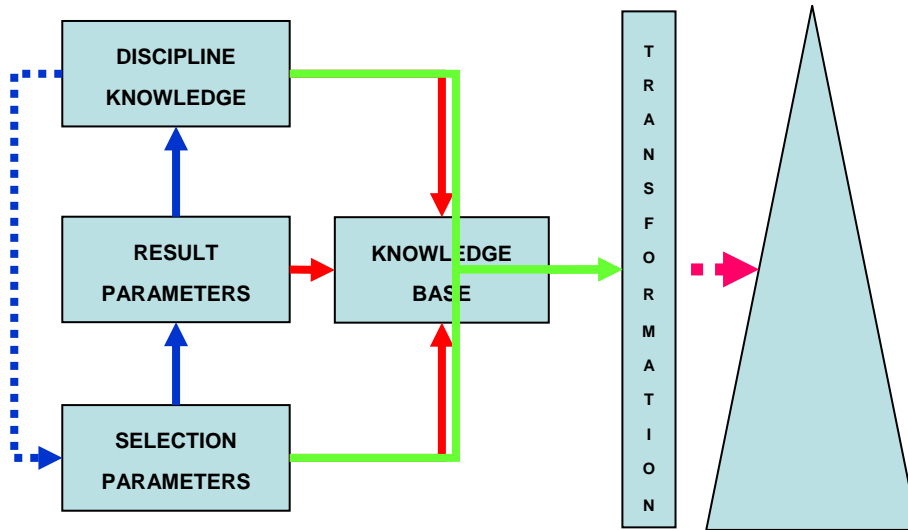 DISCIPLINE
KNOWLEDGE
RESULT
PARAMETERS
KNOWLEDGE
BASE
SELECTION
PARAMETERS
T
R
A
N
S
F
O
R
M
A
T
I
O
N